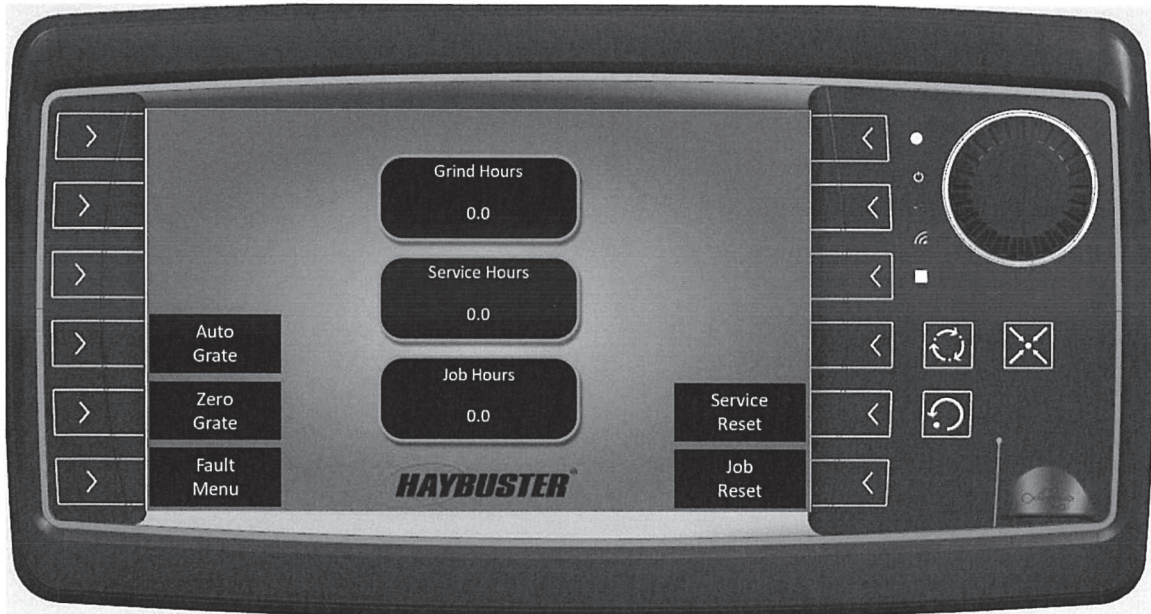 Grind Hours
0.0
Service Hours
0.0
Job Hours
0.0
Auto
Grate
Zero
Grate
Fault
Menu
Service
Reset
Job
Reset
HAYBUSTER®